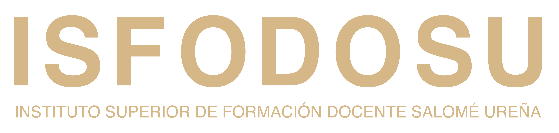 ISFODOSU
INSTITUTO SUPERIOR DE FORMACIÓN DOCENTE SALOMÉ UREÑA